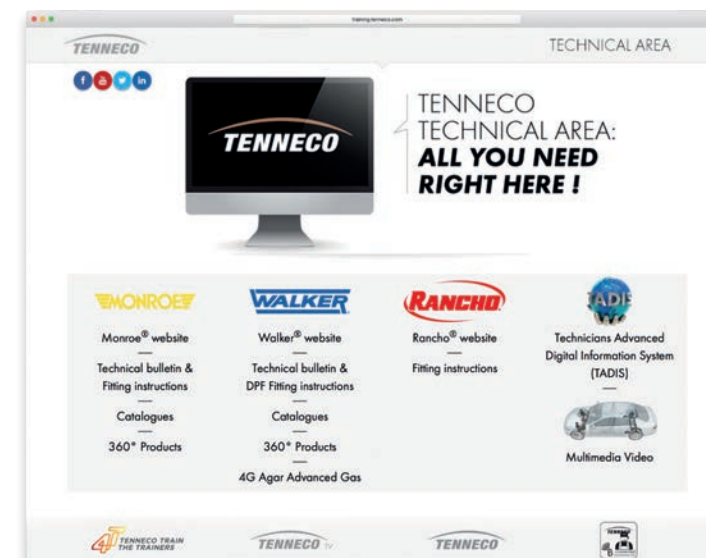 training.tenneco.com
TENNECO
TECHNICAL AREA
TENNECO
TENNECO
TECHNICAL AREA:
ALL YOU NEED
RIGHT HERE !
MONROE
Monroe® website
Technical bulletin &
Fitting instructions
Catalogues
360° Products
WALKER
Walker® website
Technical bulletin &
DPF Fitting instructions
Catalogues
360° Products
4G Agar Advanced Gas
RANCHO
Rancho® website
Fitting instructions
TADIS
Technicians Advanced
Digital Information System
(TADIS)
Multimedia Video
4T TENNECO TRAIN
THE TRAINERS
TENNECO TV
TENNECO
TENNECO